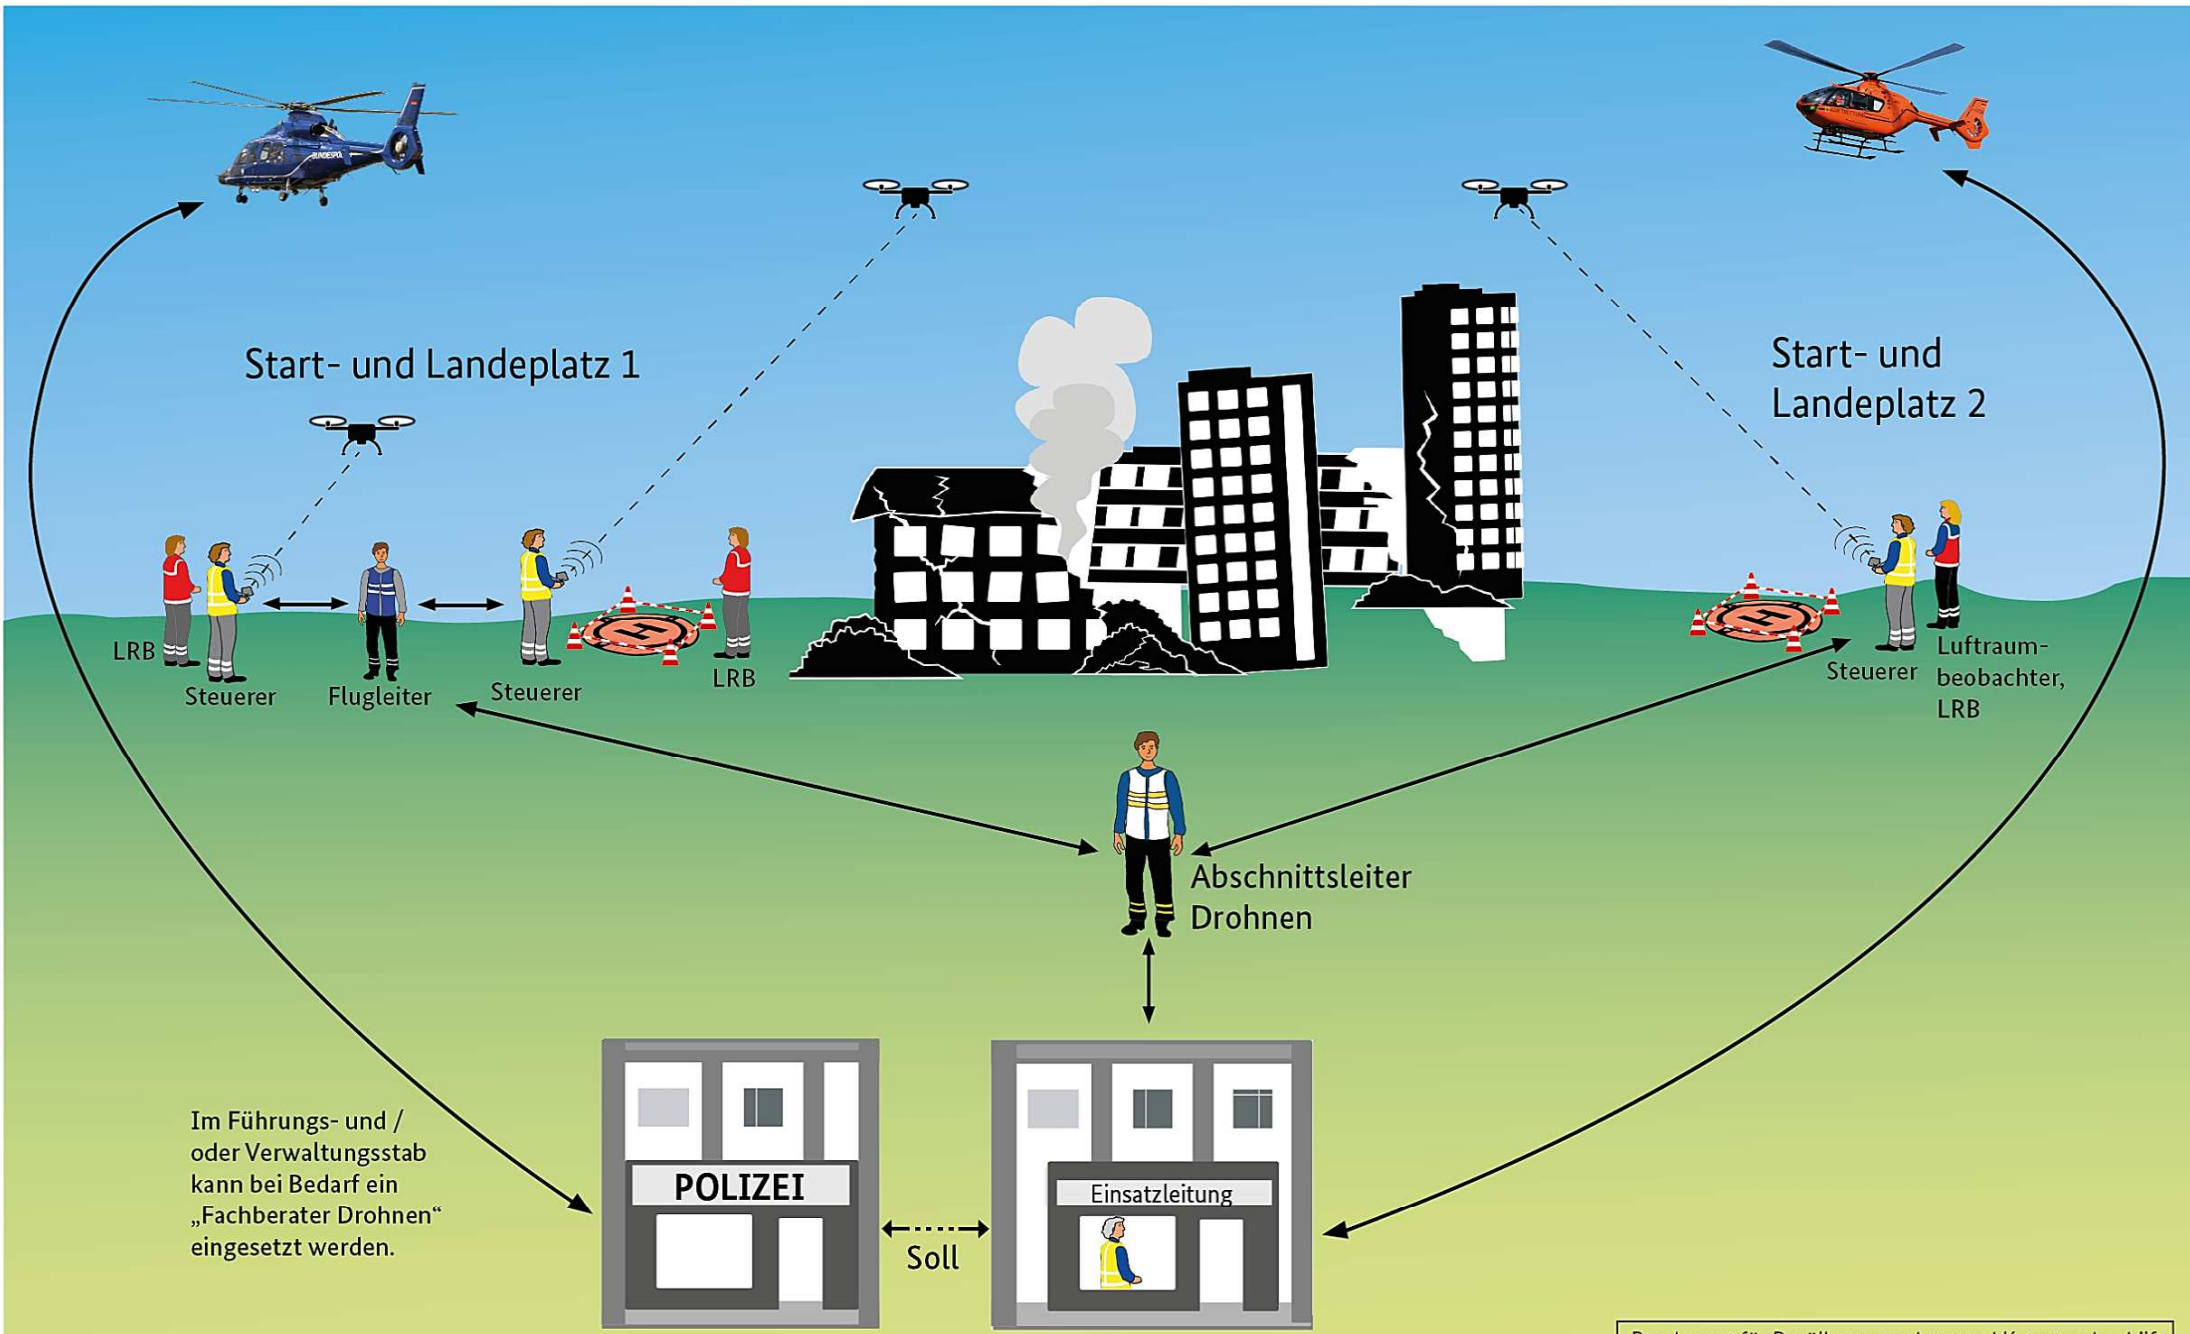 BUNDESPOL
Start- und Landeplatz 1
Start- und
Landeplatz 2
LRB
Steuerer
Flugleiter
Steuerer
LRB
Steuerer
Luftraum-
beobachter,
LRB
H
H
Abschnittsleiter
Drohnen
Im Führungs- und /
oder Verwaltungsstab
kann bei Bedarf ein
„Fachberater Drohnen“
eingesetzt werden.
POLIZEI
Soll
Einsatzleitung